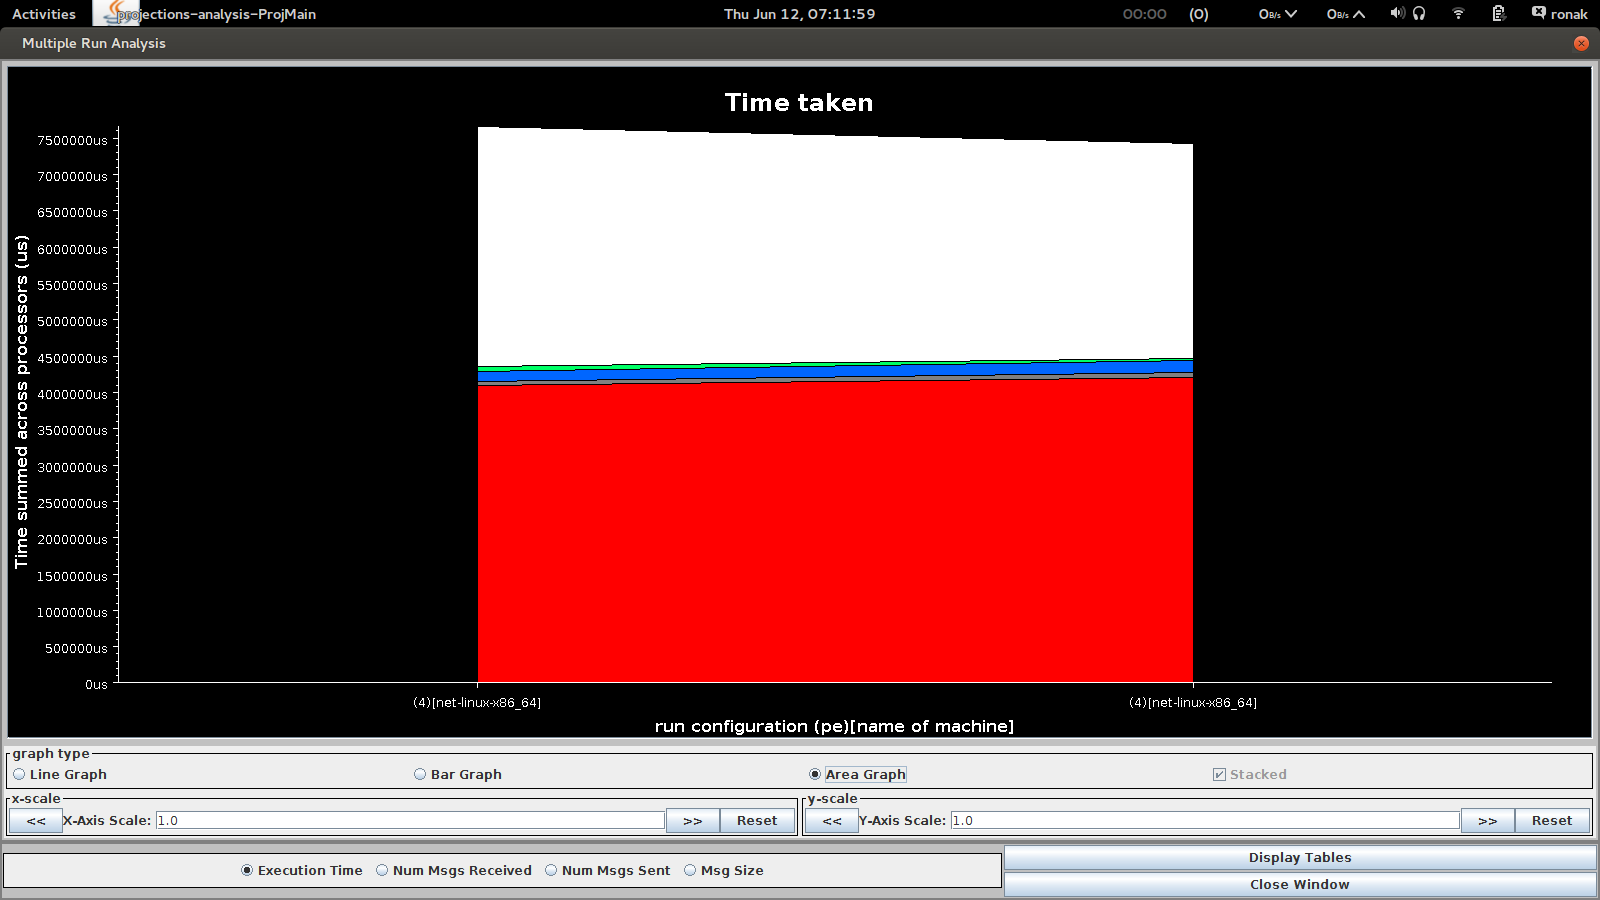 Activities projections-analysis-ProjMain Thu Jun 12, 07:11:59 00:00 (0) 0B/s 0B/s ronak
Multiple Run Analysis
Time taken
7500000us
7000000us
6500000us
6000000us
5500000us
5000000us
4500000us
4000000us
3500000us
3000000us
2500000us
2000000us
1500000us
1000000us
500000us
0us
Time summed across processors (us)
(4)[net-linux-x86_64] (4)[net-linux-x86_64]
run configuration (pe)[name of machine]
graph type
Line Graph Bar Graph Area Graph Stacked
x-scale y-scale
<< X-Axis Scale: 1.0 >> Reset << Y-Axis Scale: 1.0 >> Reset
Execution Time Num Msgs Received Num Msgs Sent Msg Size
Display Tables
Close Window